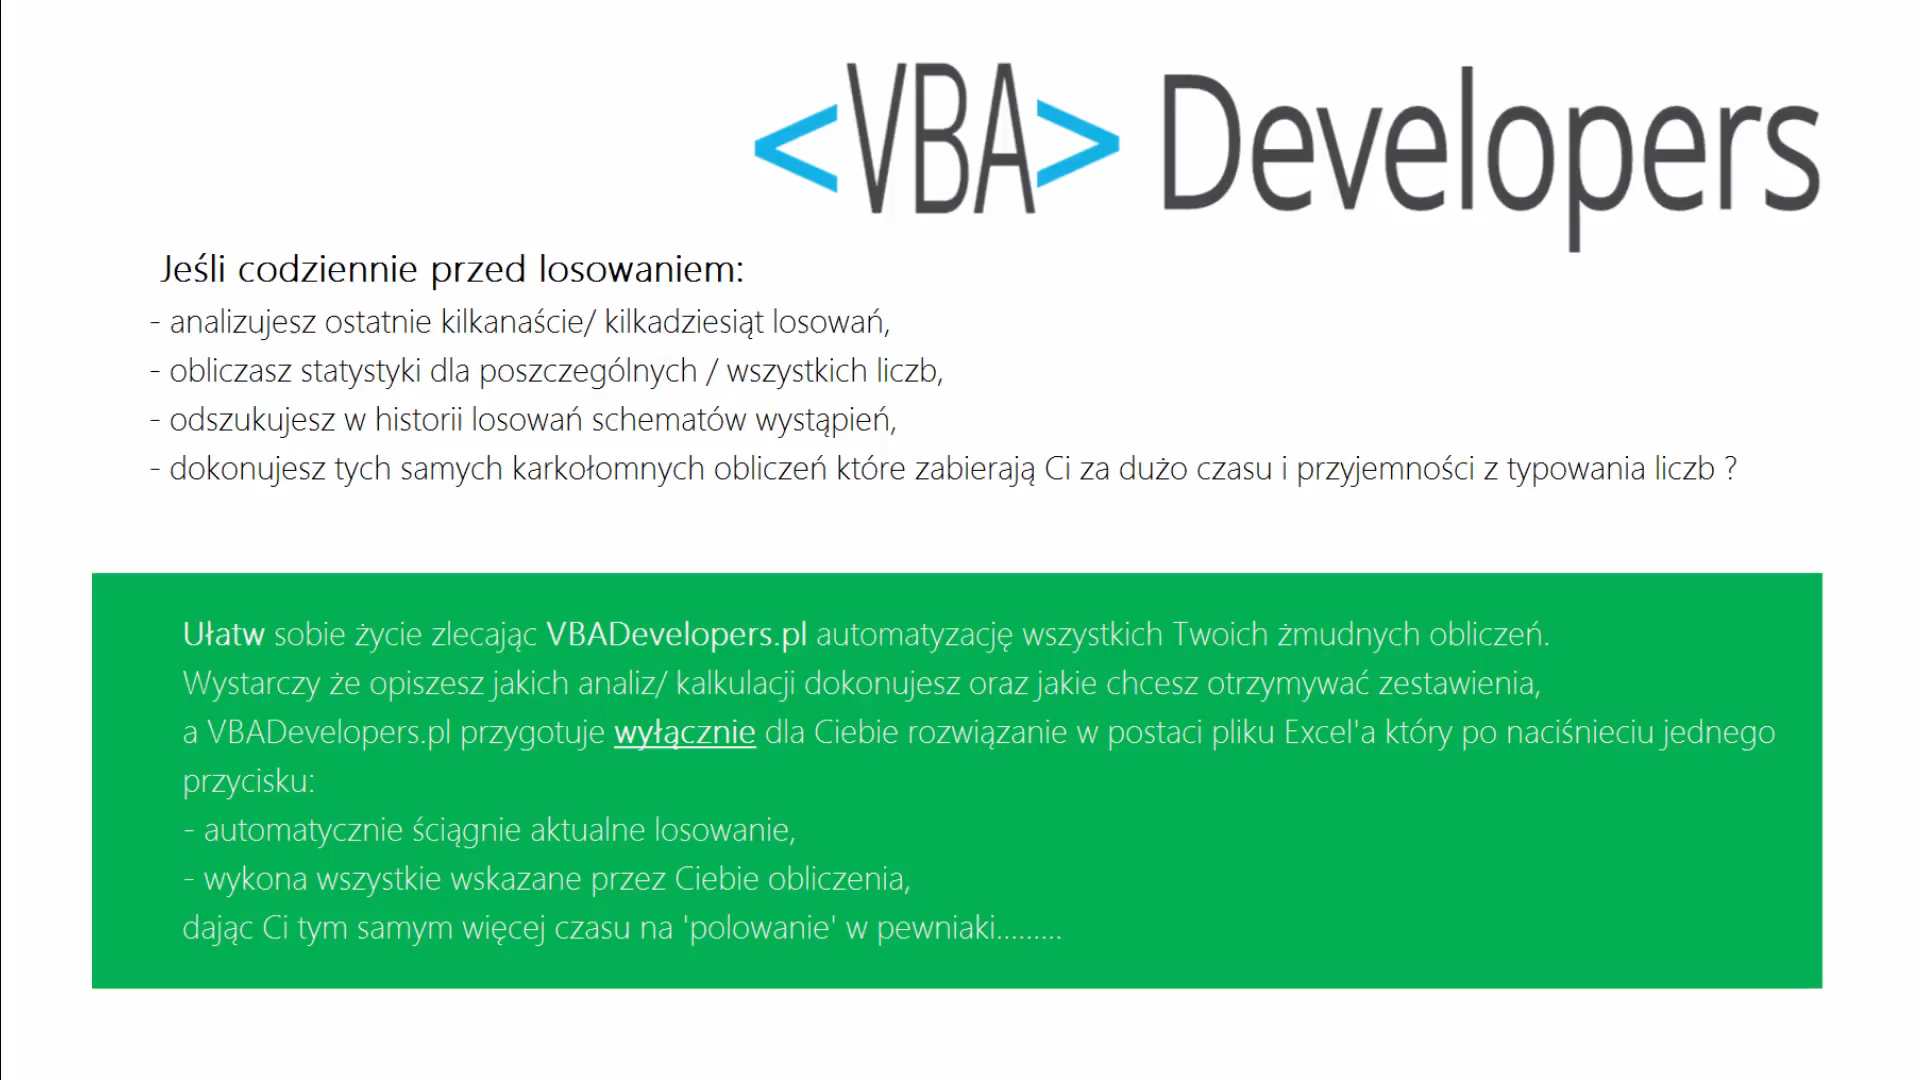 <VBA> Developers
Jeśli codziennie przed losowaniem:
- analizujesz ostatnie kilkanaście/ kilkadziesiąt losowań,
- obliczasz statystyki dla poszczególnych / wszystkich liczb,
- odszukujesz w historii losowań schematów wystąpień,
- dokonujesz tych samych karkołomnych obliczeń które zabierają Ci za dużo czasu i przyjemności z typowania liczb ?
Ułatw sobie życie zlecając VBADevelopers.pl automatyzację wszystkich Twoich żmudnych obliczeń.
Wystarczy że opiszesz jakich analiz/ kalkulacji dokonujesz oraz jakie chcesz otrzymywać zestawienia,
a VBADevelopers.pl przygotuje wyłącznie dla Ciebie rozwiązanie w postaci pliku Excel'a który po naciśnieciu jednego
przycisku:
- automatycznie ściągnie aktualne losowanie,
- wykona wszystkie wskazane przez Ciebie obliczenia,
dając Ci tym samym więcej czasu na 'polowanie' w pewniaki.........